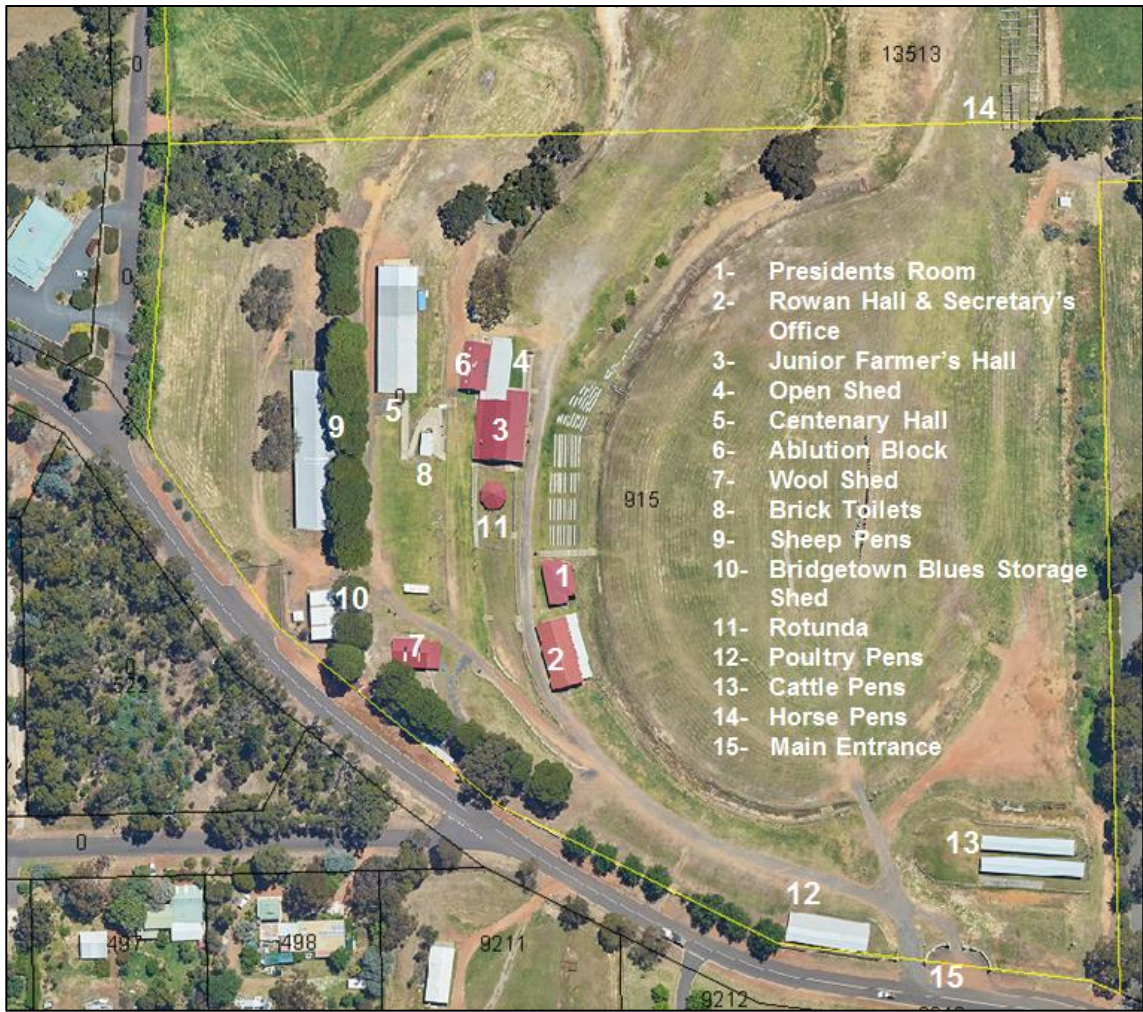 0
13513
14
0
1- Presidents Room
2- Rowan Hall & Secretary's
Office
3- Junior Farmer's Hall
4- Open Shed
5- Centenary Hall
6- Ablution Block
7- Wool Shed
8- Brick Toilets
9- Sheep Pens
10- Bridgetown Blues Storage
Shed
11- Rotunda
12- Poultry Pens
13- Cattle Pens
14- Horse Pens
15- Main Entrance
6
4
0
5
9
3
8
11
915
1
10
7
2
0
522
0
13
12
497
498
9211
15
9212